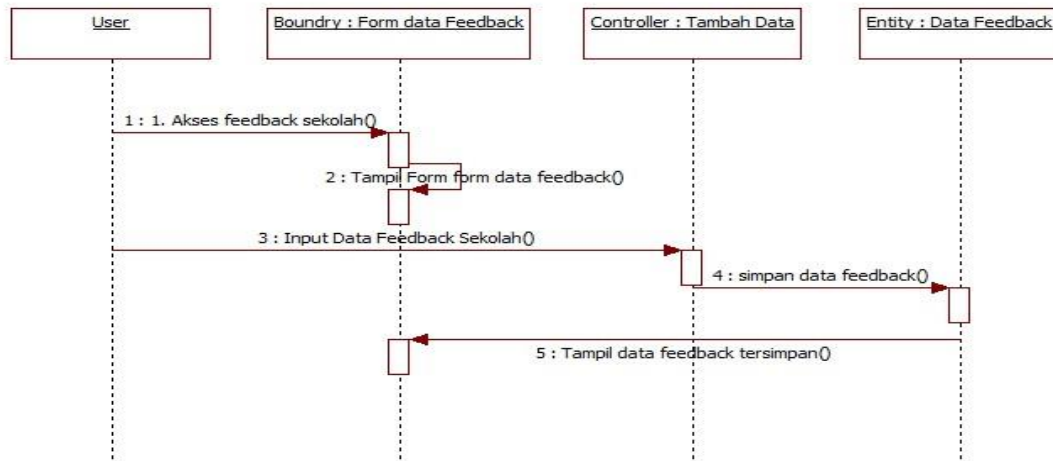 User
Boundry : Form data Feedback
Controller : Tambah Data
Entity : Data Feedback
1 : 1. Akses feedback sekolah()
2 : Tampil Form form data feedback()
3 : Input Data Feedback Sekolah()
4 : simpan data feedback()
5 : Tampil data feedback tersimpan()